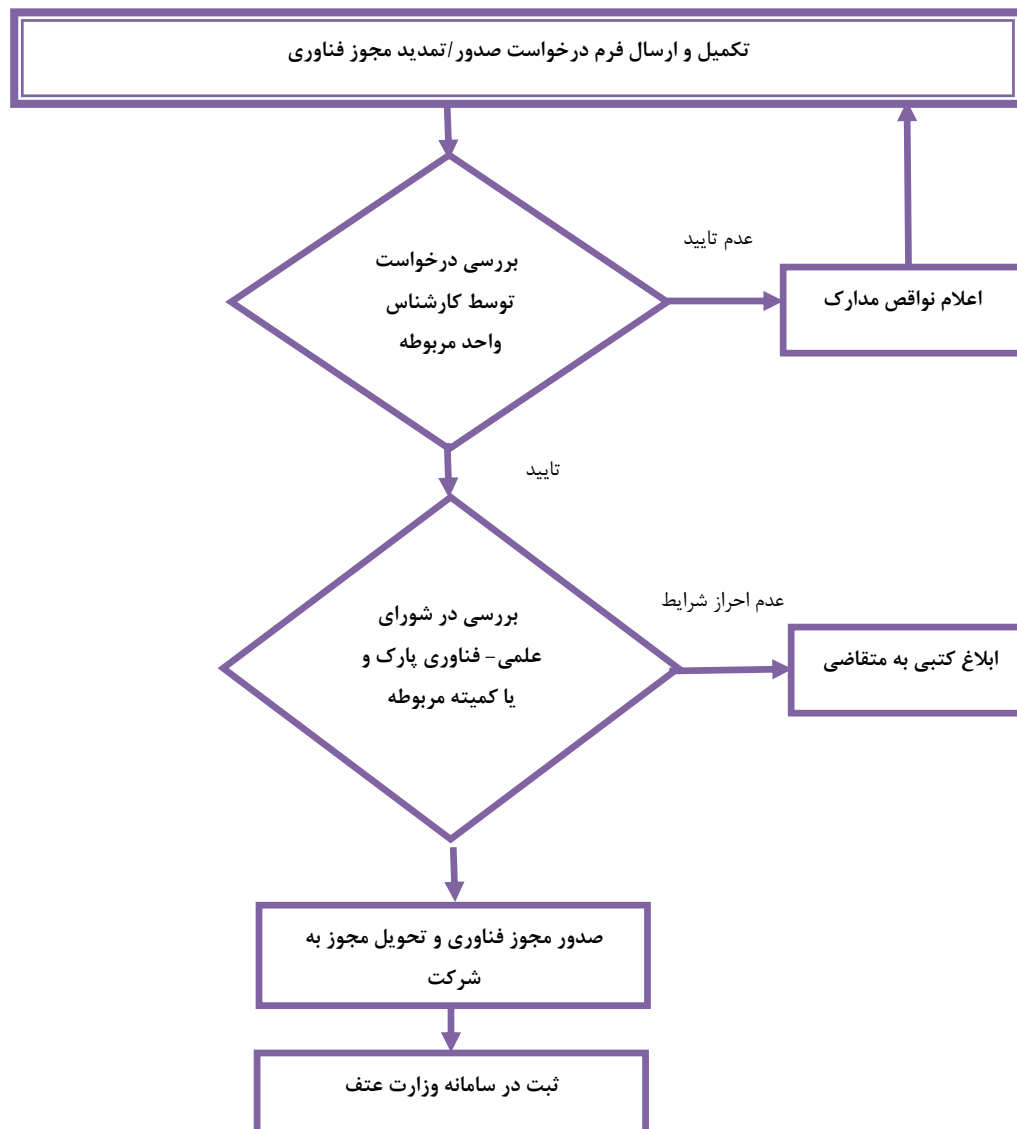 تکمیل و ارسال فرم درخواست صدور/تمدید مجوز فناوری
عدم تایید
بررسی درخواست
توسط کارشناس
واحد مربوطه
اعلام نواقص مدارک
تایید
عدم احراز شرایط
بررسی در شورای
علمی- فناوری پارک و
یا کمیته مربوطه
ابلاغ کتبی به متقاضی
صدور مجوز فناوری و تحویل مجوز به
شرکت
ثبت در سامانه وزارت عتف